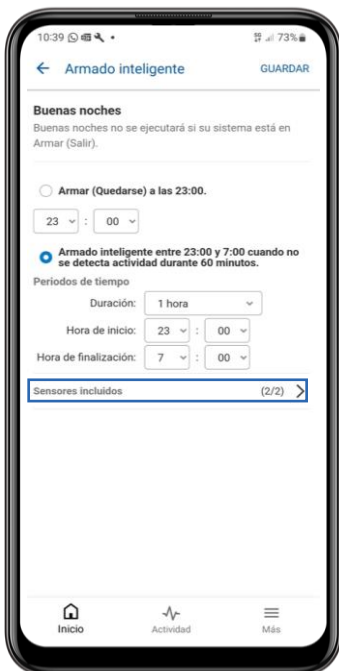 10:39
73%
Armado inteligente GUARDAR
Buenas noches
Buenas noches no se ejecutará si su sistema está en
Armar (Salir).
Armar (Quedarse) a las 23:00.
23 : 00
Armado inteligente entre 23:00 y 7:00 cuando no
se detecta actividad durante 60 minutos.
Periodos de tiempo
Duración: 1 hora
Hora de inicio: 23 : 00
Hora de finalización: 7 : 00
Sensores incluidos (2/2)
Inicio Actividad Más